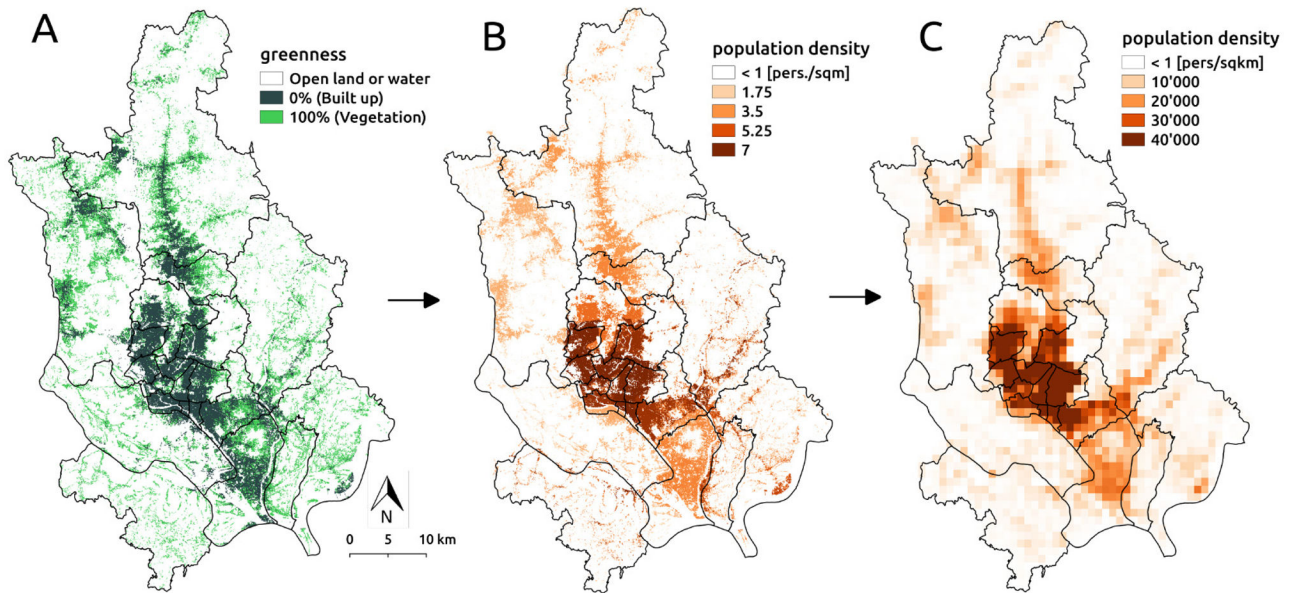 A
greenness
Open land or water
0% (Built up)
100% (Vegetation)
N
0 5 10 km
B
population density
< 1 [pers./sqm]
1.75
3.5
5.25
7
C
population density
< 1 [pers/sqkm]
10'000
20'000
30'000
40'000